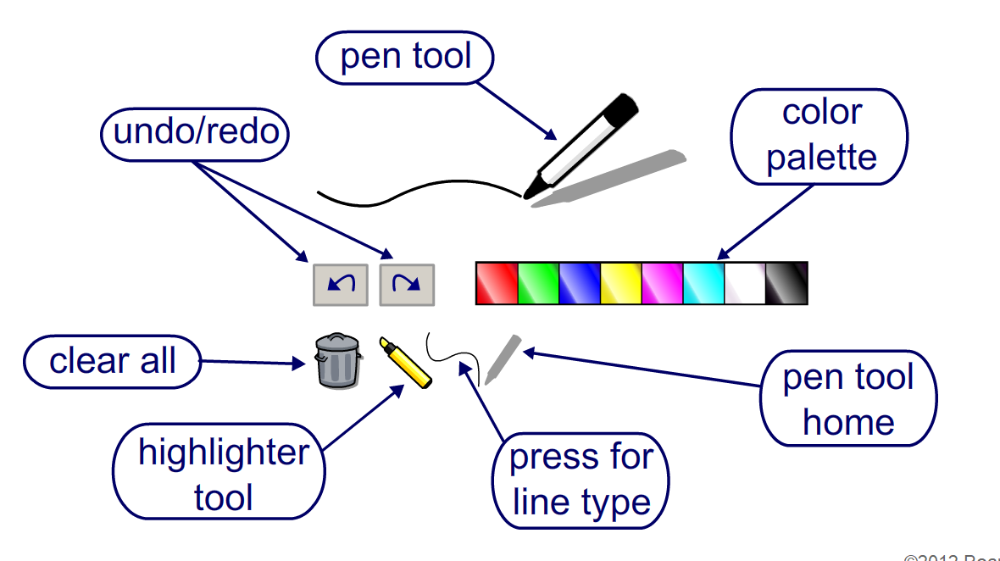 pen tool
color
palette
undo/redo
clear all
pen tool
home
highlighter
tool
press for
line type